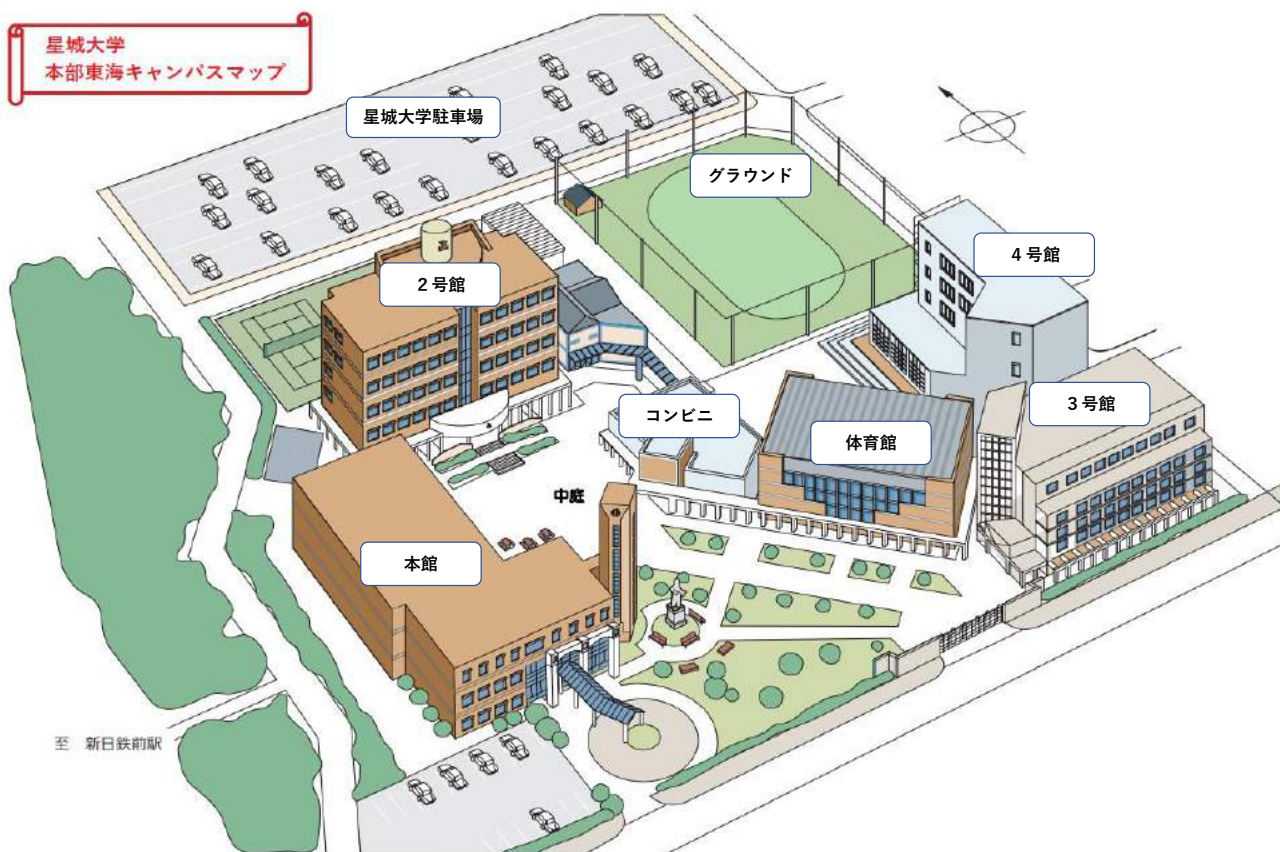 星城大学
本部東海キャンパスマップ
星城大学駐車場
グラウンド
4号館
2号館
コンビニ
体育館
3号館
中庭
本館
至　新日鉄前駅